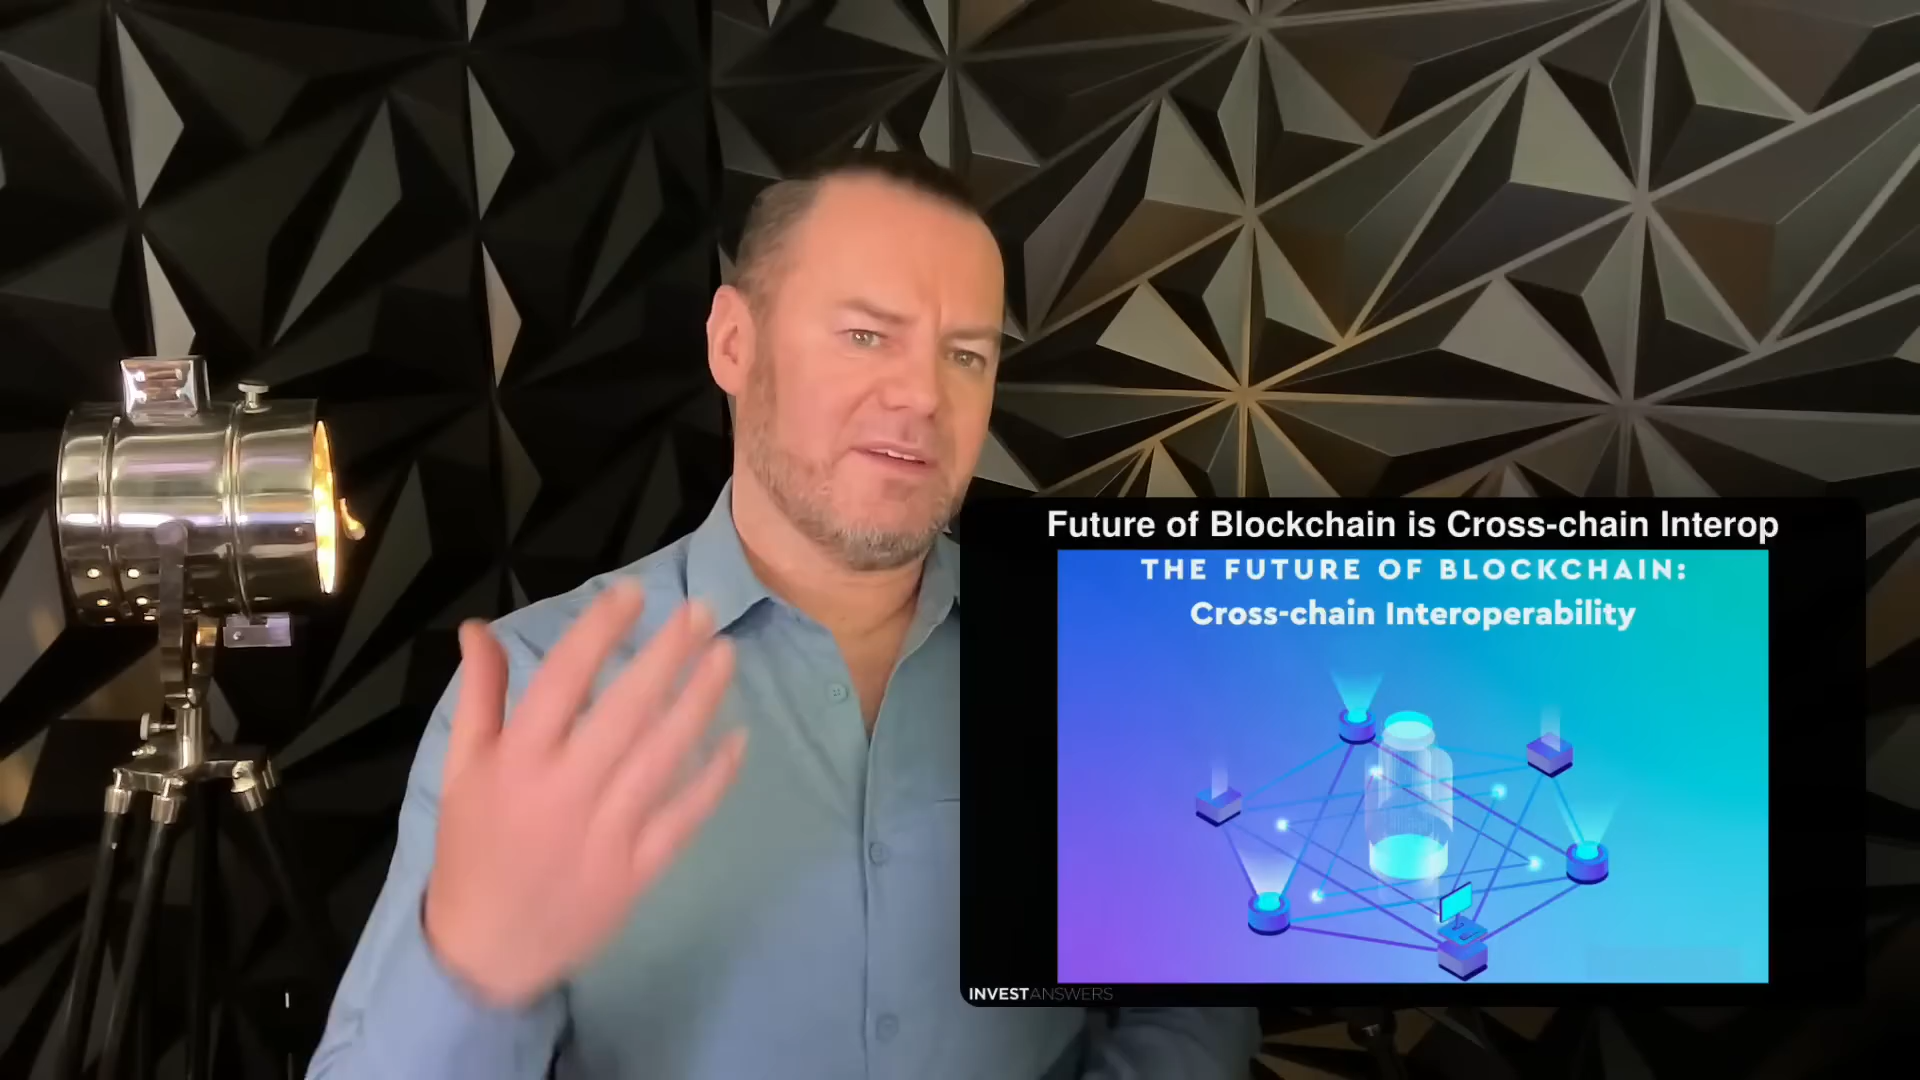 Future of Blockchain is Cross-chain Interop
THE FUTURE OF BLOCKCHAIN:
Cross-chain Interoperability
INVESTANSWERS